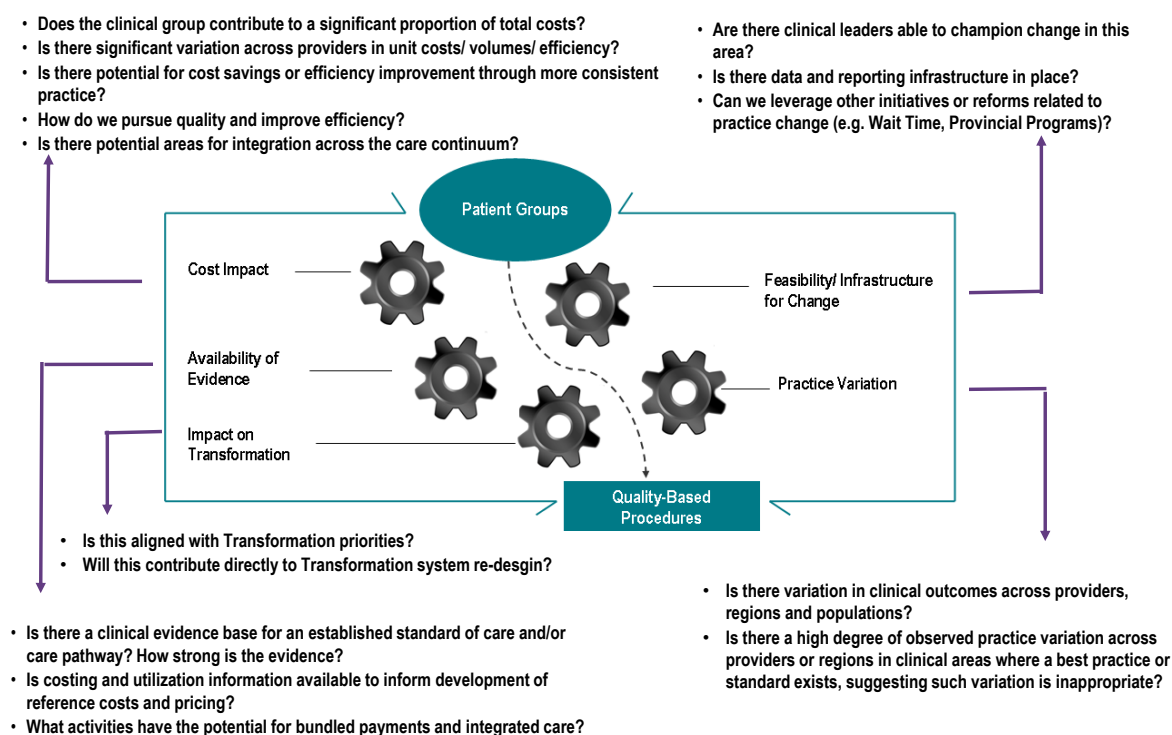 • Does the clinical group contribute to a significant proportion of total costs?
• Is there significant variation across providers in unit costs/ volumes/ efficiency?
• Is there potential for cost savings or efficiency improvement through more consistent
practice?
• How do we pursue quality and improve efficiency?
• Is there potential areas for integration across the care continuum?
• Are there clinical leaders able to champion change in this
area?
• Is there data and reporting infrastructure in place?
• Can we leverage other initiatives or reforms related to
practice change (e.g. Wait Time, Provincial Programs)?
Patient Groups
Cost Impact
Feasibility/ Infrastructure
for Change
Availability of
Evidence
Practice Variation
Impact on
Transformation
Quality-Based
Procedures
• Is this aligned with Transformation priorities?
• Will this contribute directly to Transformation system re-desgin?
• Is there a clinical evidence base for an established standard of care and/or
care pathway? How strong is the evidence?
• Is costing and utilization information available to inform development of
reference costs and pricing?
• What activities have the potential for bundled payments and integrated care?
• Is there variation in clinical outcomes across providers,
regions and populations?
• Is there a high degree of observed practice variation across
providers or regions in clinical areas where a best practice or
standard exists, suggesting such variation is inappropriate?